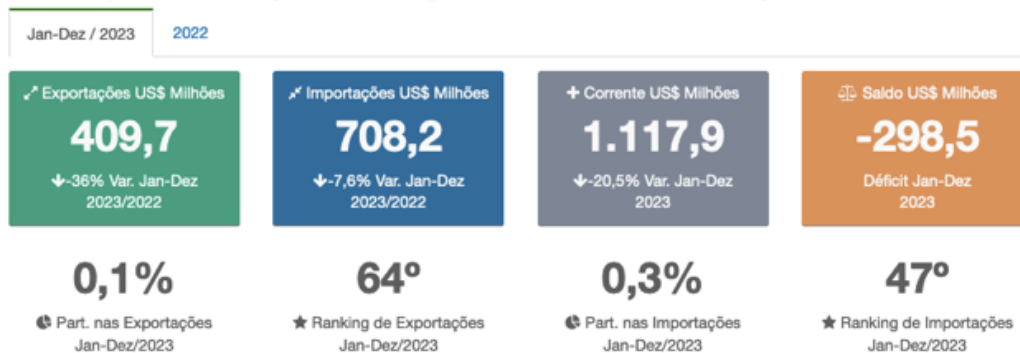 Jan-Dez / 2023
2022
Exportações US$ Milhões
409,7
-36% Var. Jan-Dez
2023/2022
Importações US$ Milhões
708,2
-7,6% Var. Jan-Dez
2023/2022
Corrente US$ Milhões
1.117,9
-20,5% Var. Jan-Dez
2023
Saldo US$ Milhões
-298,5
Déficit Jan-Dez
2023
0,1%
Part. nas Exportações
Jan-Dez/2023
64º
Ranking de Exportações
Jan-Dez/2023
0,3%
Part. nas Importações
Jan-Dez/2023
47º
Ranking de Importações
Jan-Dez/2023